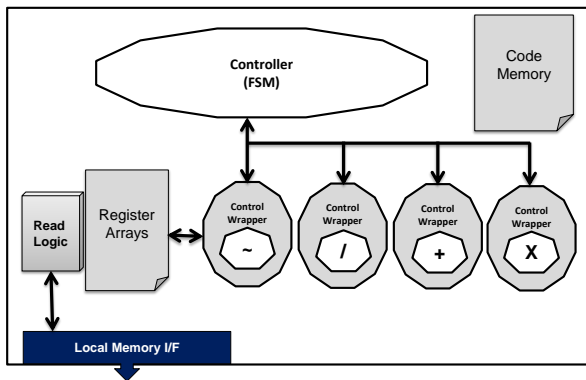 Controller
(FSM)
Code
Memory
Read
Logic
Register
Arrays
Control
Wrapper
~
Control
Wrapper
/
Control
Wrapper
+
Control
Wrapper
X
Local Memory I/F